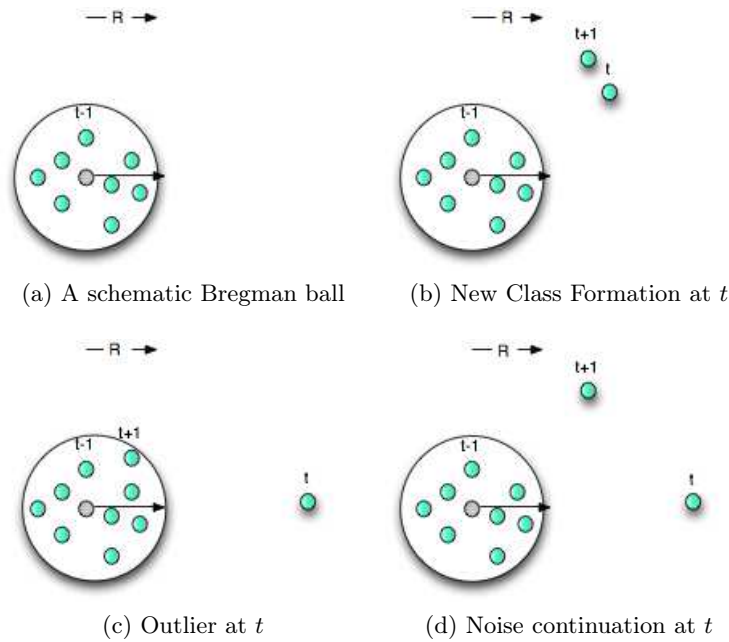 R
t-1
(a) A schematic Bregman ball
R
t+1
t
t-1
(b) New Class Formation at t
R
t-1
t+1
t
(c) Outlier at t
R
t+1
t-1
t
(d) Noise continuation at t